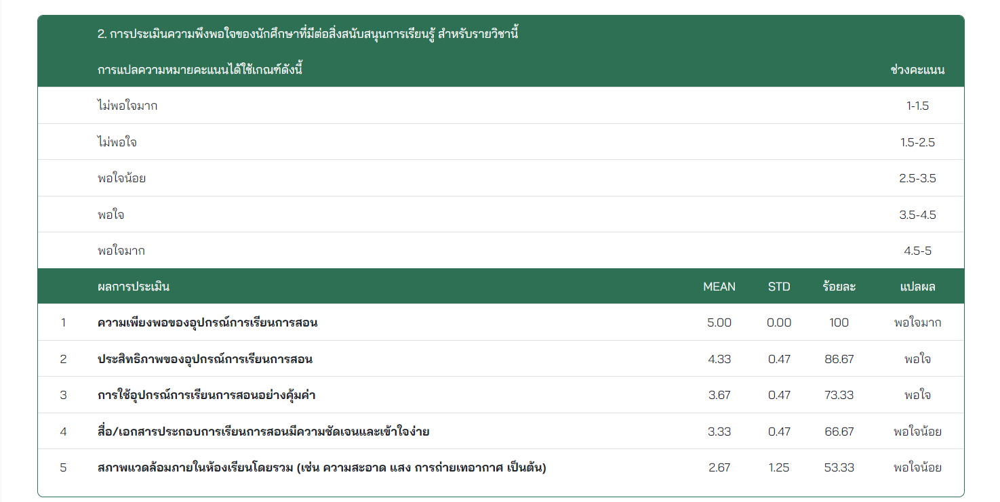 2. การประเมินความพึงพอใจของนักศึกษาที่มีต่อสิ่งสนับสนุนการเรียนรู้ สำหรับรายวิชานี้
การแปลความหมายคะแนนได้ใช้เกณฑ์ดังนี้ ช่วงคะแนน
ไม่พอใจมาก 1-1.5
ไม่พอใจ 1.5-2.5
พอใจน้อย 2.5-3.5
พอใจ 3.5-4.5
พอใจมาก 4.5-5
ผลการประเมิน MEAN STD ร้อยละ แปลผล
1 ความเพียงพอของอุปกรณ์การเรียนการสอน 5.00 0.00 100 พอใจมาก
2 ประสิทธิภาพของอุปกรณ์การเรียนการสอน 4.33 0.47 86.67 พอใจ
3 การใช้อุปกรณ์การเรียนการสอนอย่างคุ้มค่า 3.67 0.47 73.33 พอใจ
4 สื่อ/เอกสารประกอบการเรียนการสอนมีความชัดเจนและเข้าใจง่าย 3.33 0.47 66.67 พอใจน้อย
5 สภาพแวดล้อมภายในห้องเรียนโดยรวม (เช่น ความสะอาด แสง การถ่ายเทอากาศ เป็นต้น) 2.67 1.25 53.33 พอใจน้อย